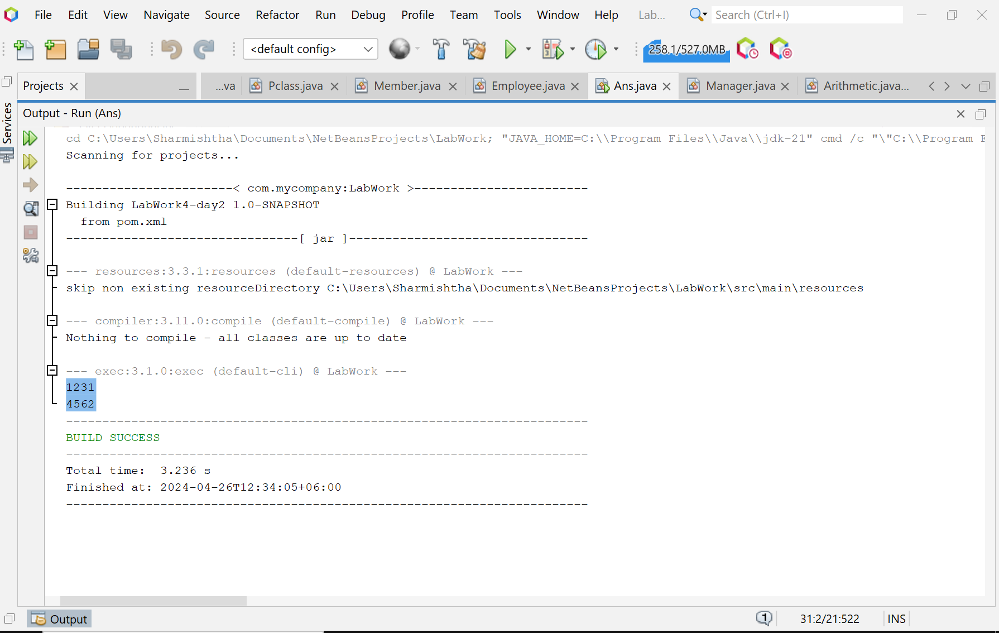 File Edit View Navigate Source Refactor Run Debug Profile Team Tools Window Help Lab... Search (Ctrl+I)
<default config> 258.1/527.0MB
Projects ...va Pclass.java Member.java Employee.java Ans.java Manager.java Arithmetic.java...
Services
Output - Run (Ans)
cd C:\Users\Sharmishtha\Documents\NetBeansProjects\LabWork; "JAVA_HOME=C:\\Program Files\\Java\\jdk-21" cmd /c "\"C:\\Program F
Scanning for projects...
-----------------------< com.mycompany:LabWork >------------------------
Building LabWork4-day2 1.0-SNAPSHOT
  from pom.xml
--------------------------------[ jar ]---------------------------------
--- resources:3.3.1:resources (default-resources) @ LabWork ---
skip non existing resourceDirectory C:\Users\Sharmishtha\Documents\NetBeansProjects\LabWork\src\main\resources
--- compiler:3.11.0:compile (default-compile) @ LabWork ---
Nothing to compile - all classes are up to date
--- exec:3.1.0:exec (default-cli) @ LabWork ---
1231
4562
------------------------------------------------------------------------
BUILD SUCCESS
------------------------------------------------------------------------
Total time:  3.236 s
Finished at: 2024-04-26T12:34:05+06:00
------------------------------------------------------------------------
Output 1 31:2/21:522 INS